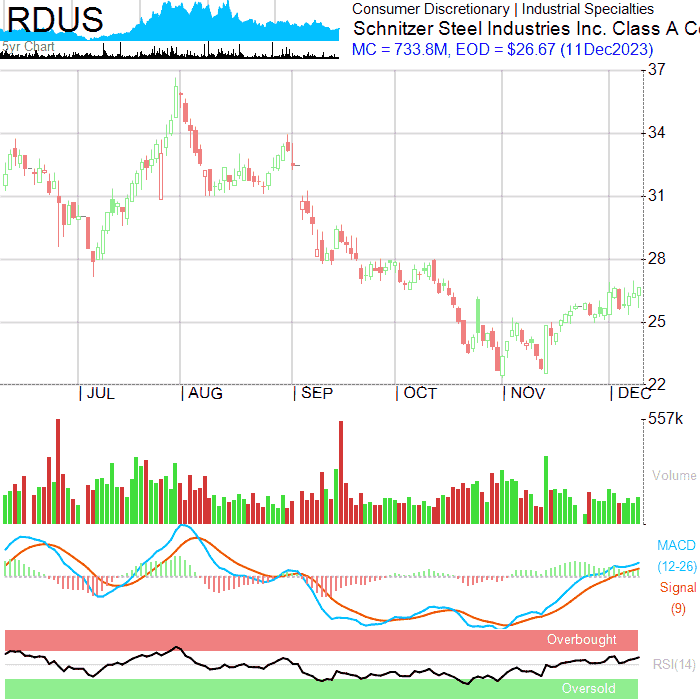 RDUS
5yr Chart
Consumer Discretionary | Industrial Specialties
Schnitzer Steel Industries Inc. Class A Co
MC = 733.8M, EOD = $26.67 (11Dec2023)
37
34
31
28
25
22
JUL
AUG
SEP
OCT
NOV
DEC
557k
Volume
MACD
(12-26)
Signal
(9)
Overbought
RSI(14)
Oversold